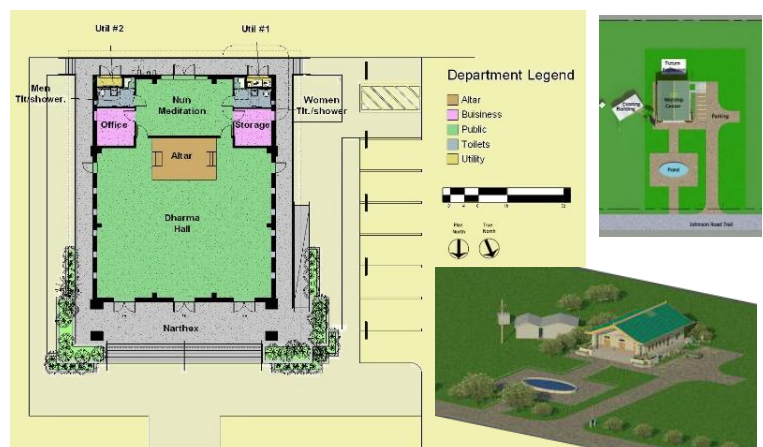 Util #2
Util #1
Men
Tlt/shower.
Nun
Meditation
Women
Tlt./shower
Office
Storage
Altar
Dharma
Hall
Narthex
Department Legend
Altar
Buisiness
Public
Toilets
Utility
Plan
North
True
North
Future
Existing
Building
Worship
Center
Parking
Pond
Johnson Road Trail